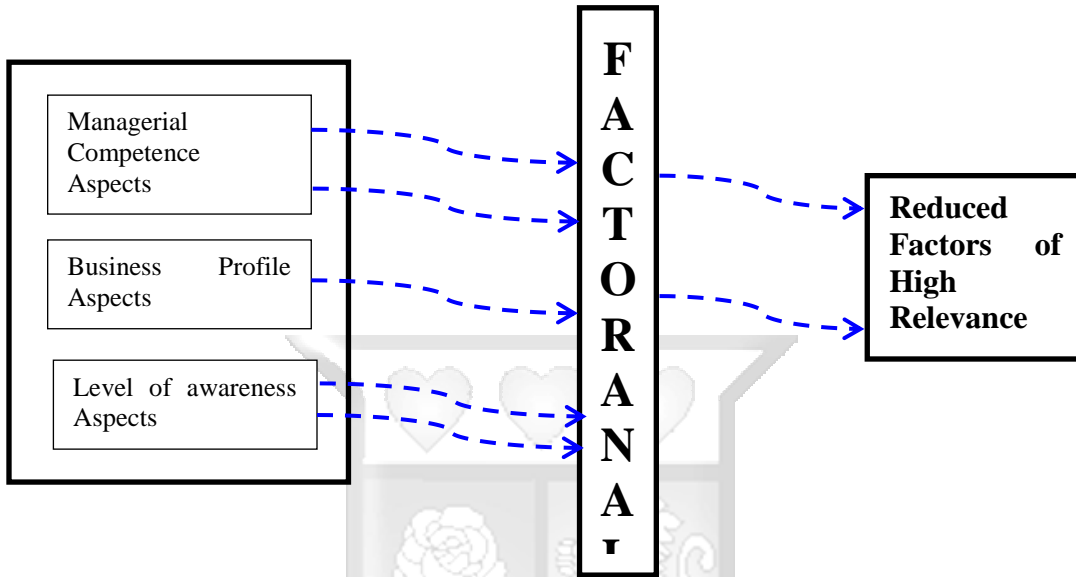 Managerial
Competence
Aspects
Business Profile
Aspects
Level of awareness
Aspects
F
A
C
T
O
R
A
N
A
Reduced
Factors of
High
Relevance